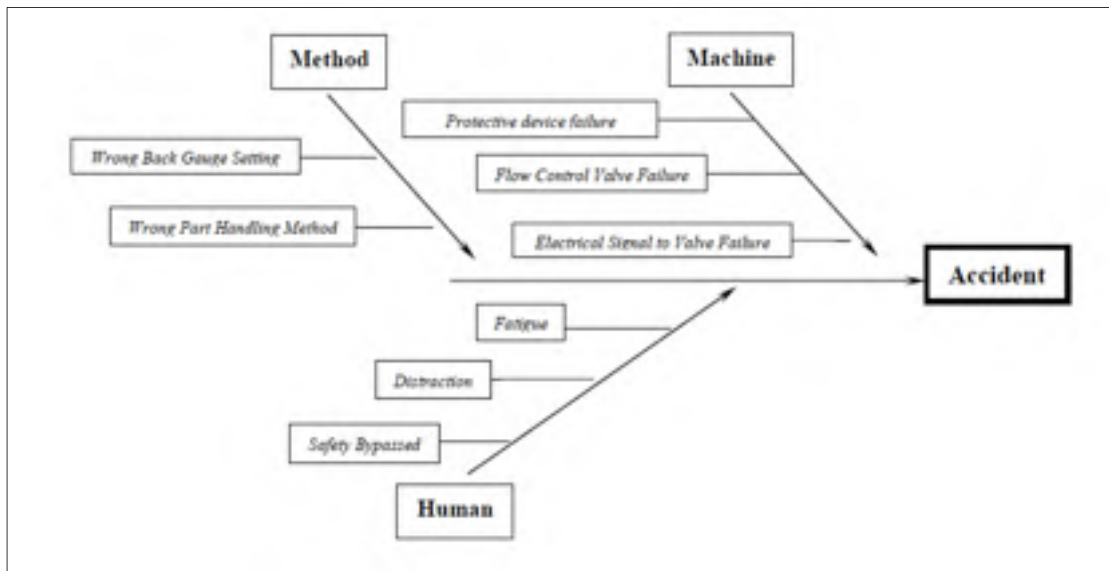 Method
Machine
Protective device failure
Wrong Back Gauge Setting
Flow Control Valve Failure
Wrong Part Handling Method
Electrical Signal to Valve Failure
Accident
Fatigue
Distraction
Safety Bypassed
Human